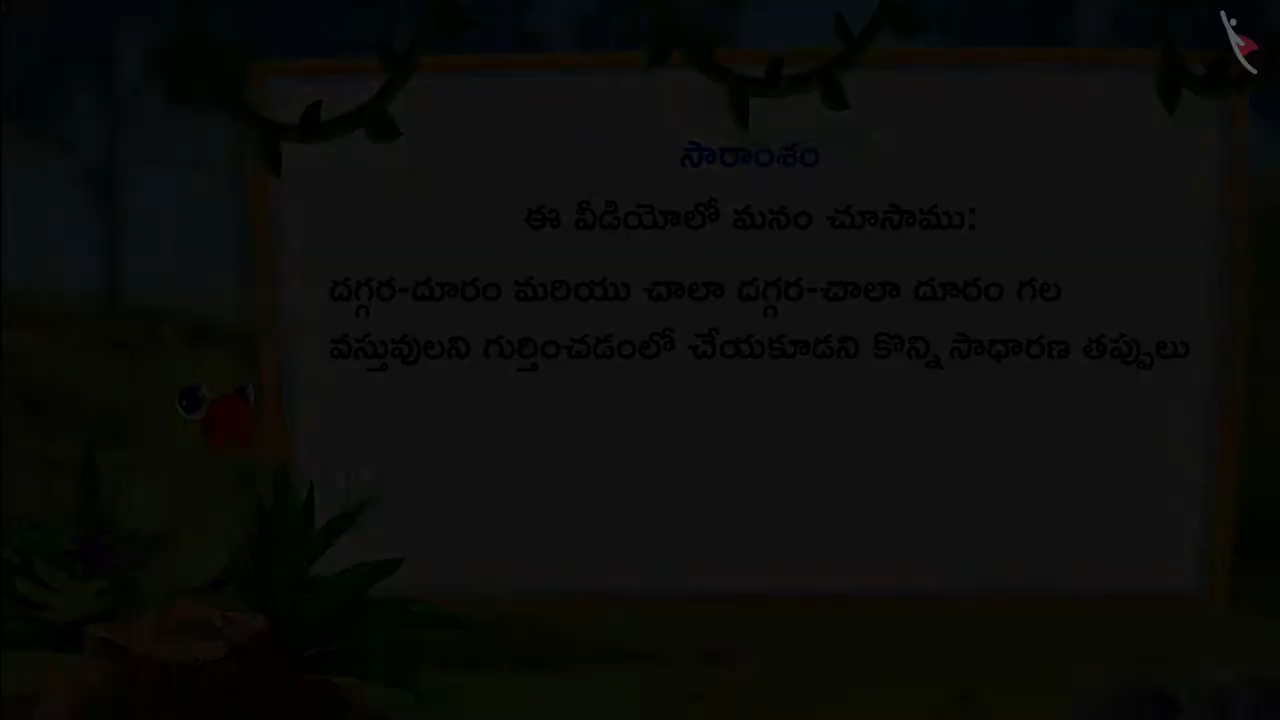 సారాంశం
ఈ వీడియోలో మనం చూసాము:
దగ్గర-దూరం మరియు చాలా దగ్గర-చాలా దూరం గల
వస్తువులని గుర్తించడంలో చేయకూడని కొన్ని సాధారణ తప్పులు